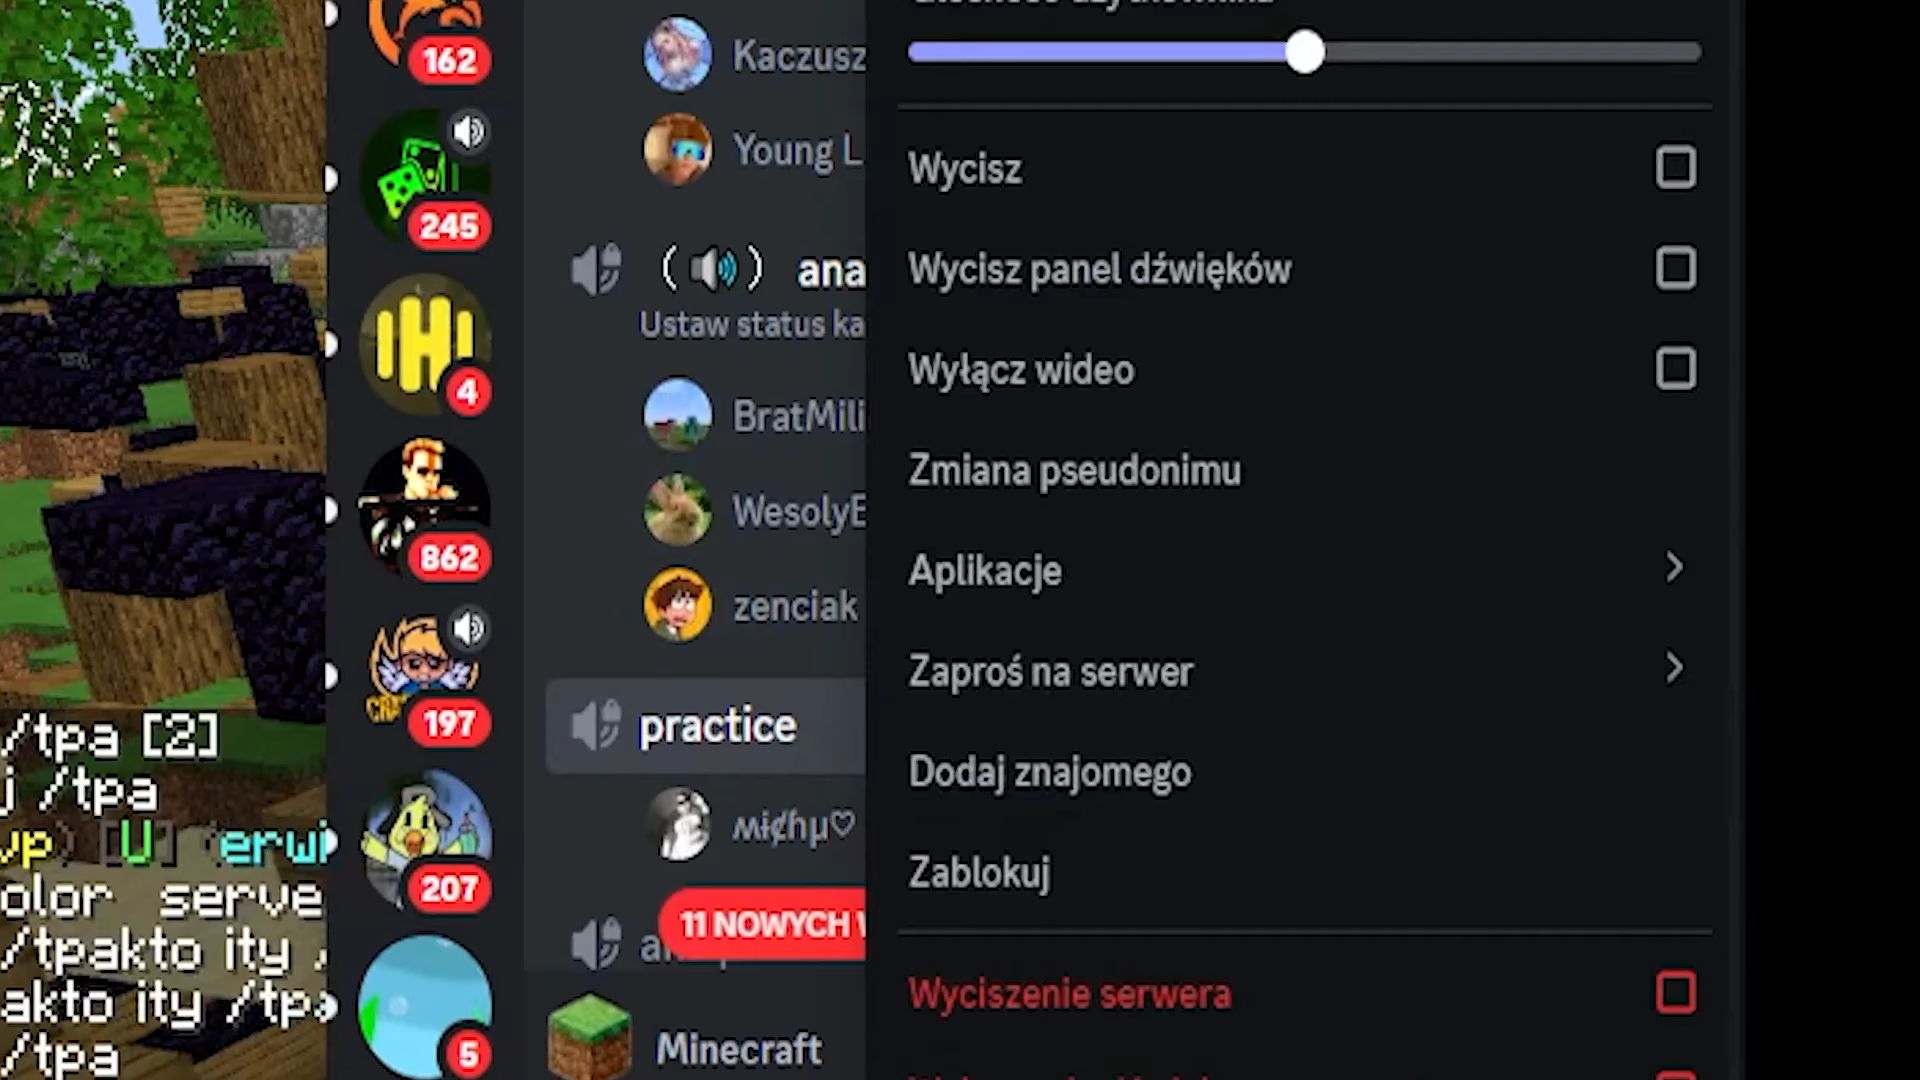 /tpa [2]
j /tpa
vp) [U] erwi
olor serve
/tpakto ity
akto ity /tpa
/tpa
162
245
4
862
197
207
5
Kaczusz
Young L
( ) ana
Ustaw status ka
BratMili
WesolyE
zenciak
practice
11 NOWYCH
Minecraft
Wycisz
Wycisz panel dźwięków
Wyłącz wideo
Zmiana pseudonimu
Aplikacje
Zaproś na serwer
Dodaj znajomego
Zablokuj
Wyciszenie serwera